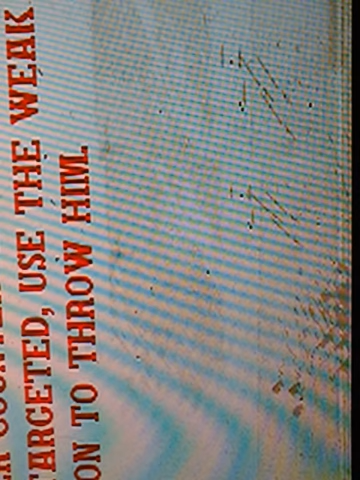 TARGETED, USE THE WEAK
ON TO THROW HIM.